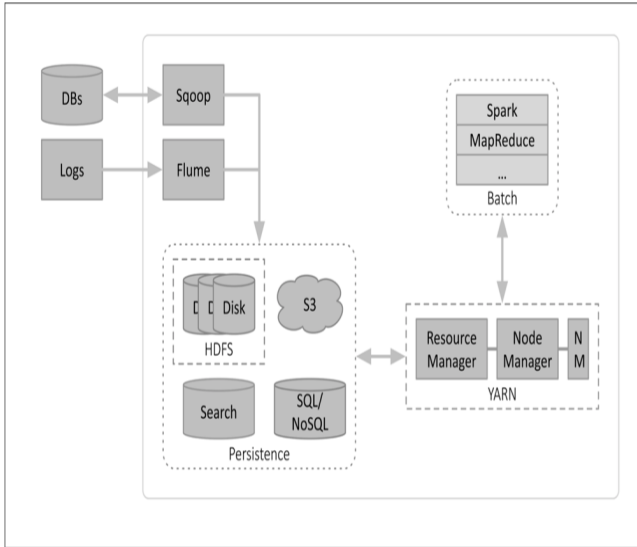 DBs
Sqoop
Logs
Flume
Spark
MapReduce
...
Batch
D
D
Disk
HDFS
S3
Search
SQL/
NoSQL
Persistence
Resource
Manager
Node
Manager
N
M
YARN